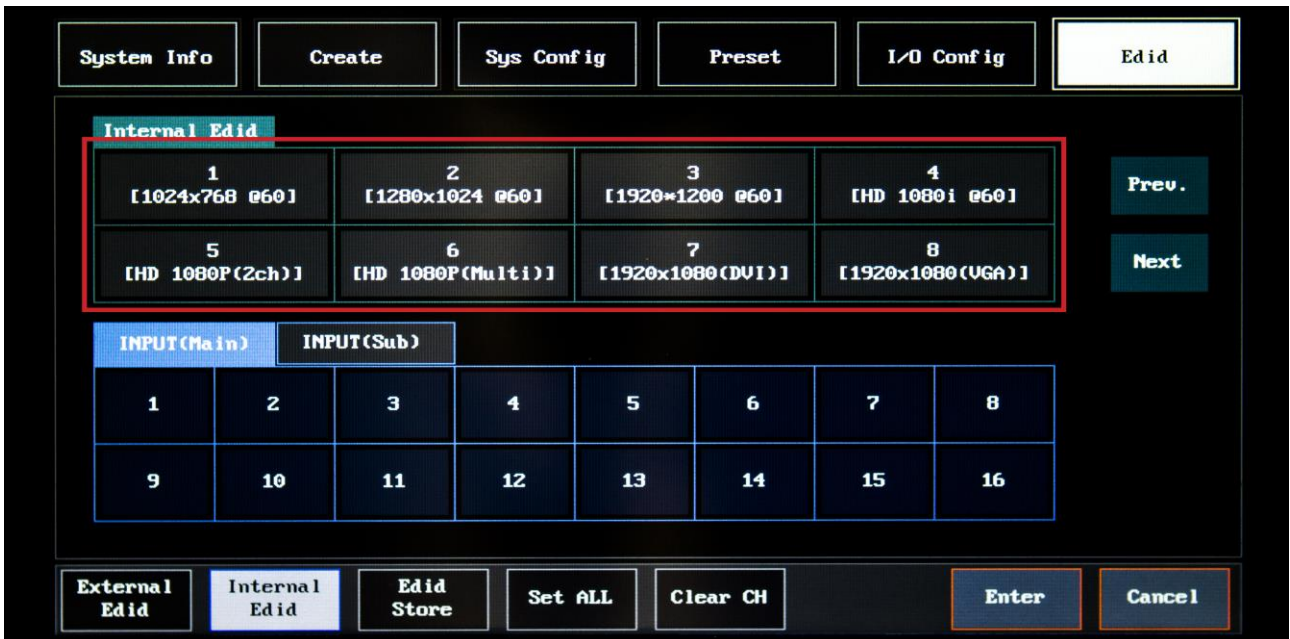 System Info
Create
Sys Config
Preset
I/O Config
Edid
Internal Edid
1
[1024x768 @60]
2
[1280x1024 @60]
3
[1920*1200 @60]
4
[HD 1080i @60]
Prev.
5
[HD 1080P(2ch)]
6
[HD 1080P(Multi)]
7
[1920x1080(DVI)]
8
[1920x1080(VGA)]
Next
INPUT(Main)
INPUT(Sub)
1
2
3
4
5
6
7
8
9
10
11
12
13
14
15
16
External
Edid
Internal
Edid
Edid
Store
Set ALL
Clear CH
Enter
Cancel